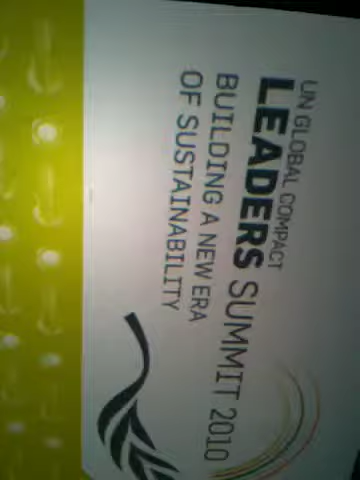 UN GLOBAL COMPACT
LEADERS SUMMIT 2010
BUILDING A NEW ERA
OF SUSTAINABILITY